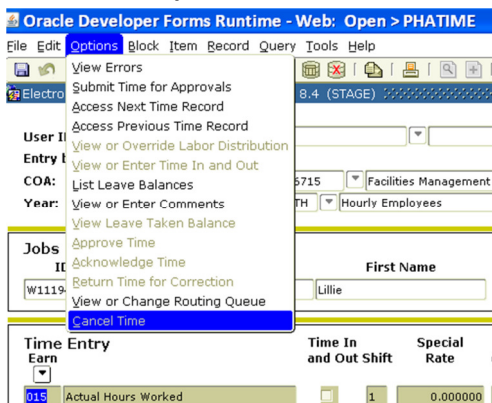 Oracle Developer Forms Runtime - Web: Open > PHATIME
File Edit Options Block Item Record Query Tools Help
View Errors
Submit Time for Approvals
Access Next Time Record
Access Previous Time Record
View or Override Labor Distribution
View or Enter Time In and Out
List Leave Balances
View or Enter Comments
View Leave Taken Balance
Approve Time
Acknowledge Time
Return Time for Correction
View or Change Routing Queue
Cancel Time
Electro 8.4 (STAGE)
User I
Entry
COA: 6715 Facilities Management
Year: TH Hourly Employees
Jobs
First Name
W1119 Lillie
Time Entry Time In Special
Earn and Out Shift Rate
015 Actual Hours Worked 1 0.000000